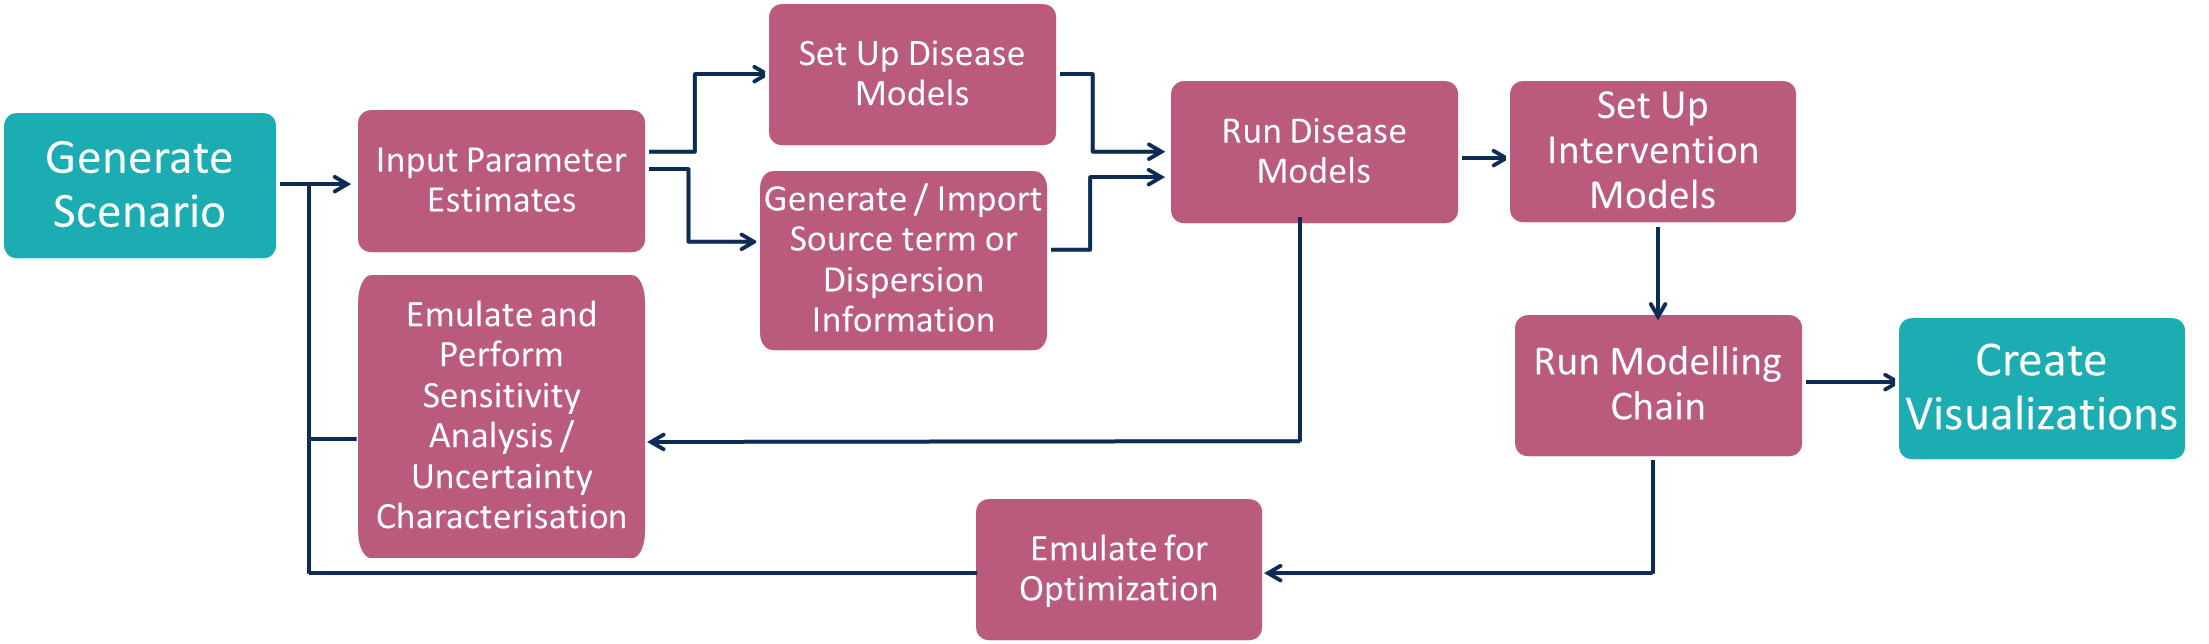 Generate
Scenario
Input Parameter
Estimates
Set Up Disease
Models
Generate / Import
Source term or
Dispersion
Information
Run Disease
Models
Set Up
Intervention
Models
Emulate and
Perform
Sensitivity
Analysis /
Uncertainty
Characterisation
Run Modelling
Chain
Create
Visualizations
Emulate for
Optimization